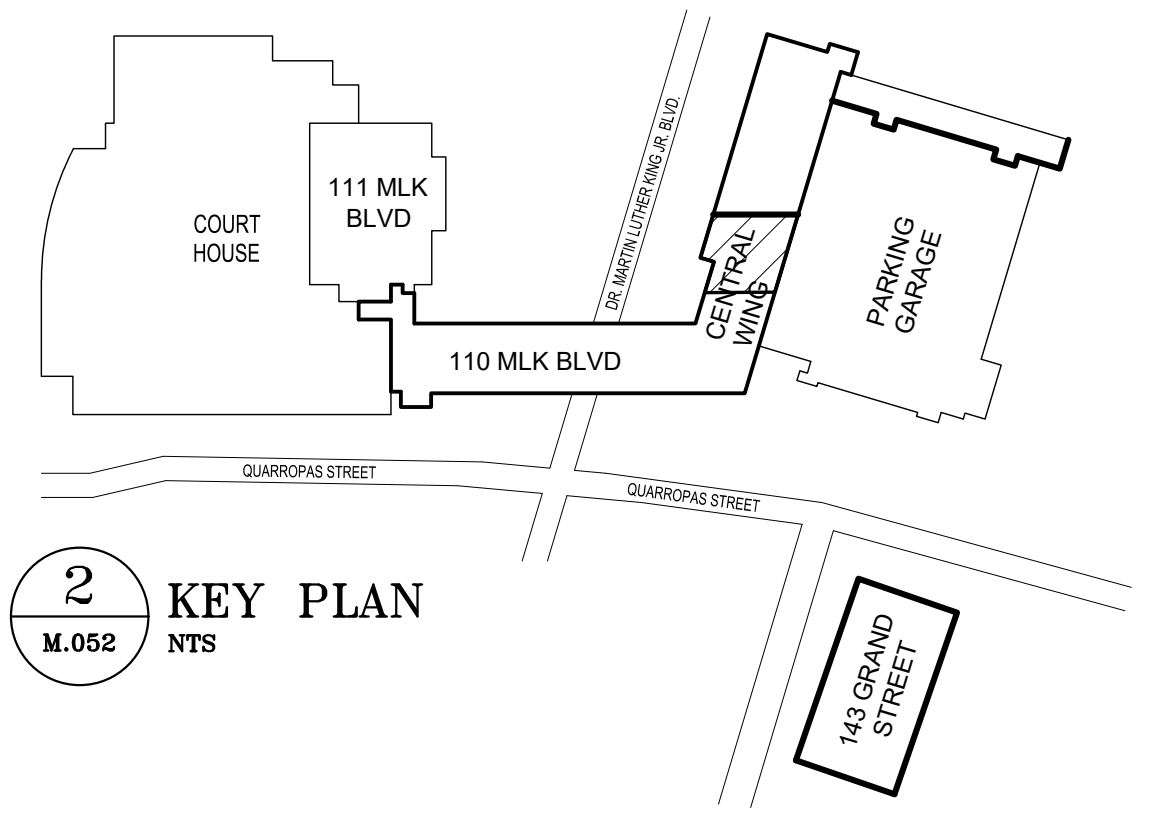 111 MLK
BLVD
COURT
HOUSE
DR. MARTIN LUTHER KING JR. BLVD.
CENTRAL
WING
PARKING
GARAGE
110 MLK BLVD
QUARROPAS STREET
QUARROPAS STREET
2
M.052
KEY PLAN
NTS
143 GRAND
STREET